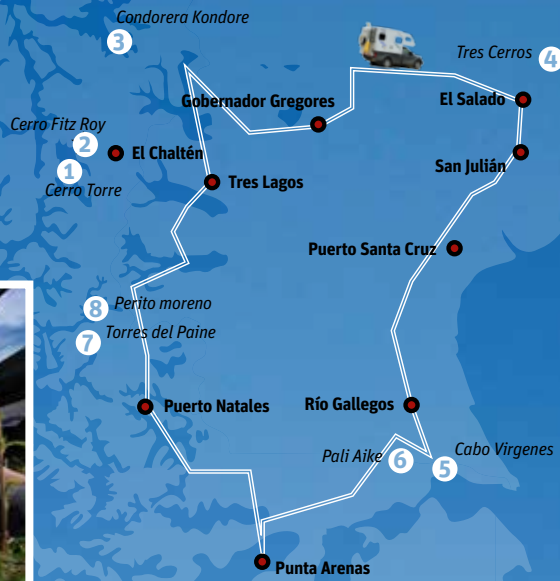 Condorera Kondore
3
Tres Cerros 4
Gobernador Gregores
El Salado
Cerro Fitz Roy
2
El Chaltén
San Julián
1
Cerro Torre
Tres Lagos
Puerto Santa Cruz
8 Perito moreno
7 Torres del Paine
Puerto Natales
Río Gallegos
Pali Aike 6
5 Cabo Virgenes
Punta Arenas